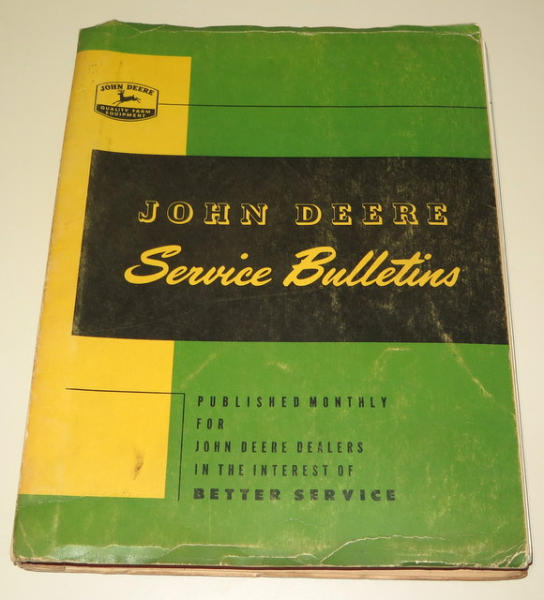 JOHN DEERE
QUALITY FARM
EQUIPMENT
JOHN DEERE
Service Bulletins
PUBLISHED MONTHLY
FOR
JOHN DEERE DEALERS
IN THE INTEREST OF
BETTER SERVICE